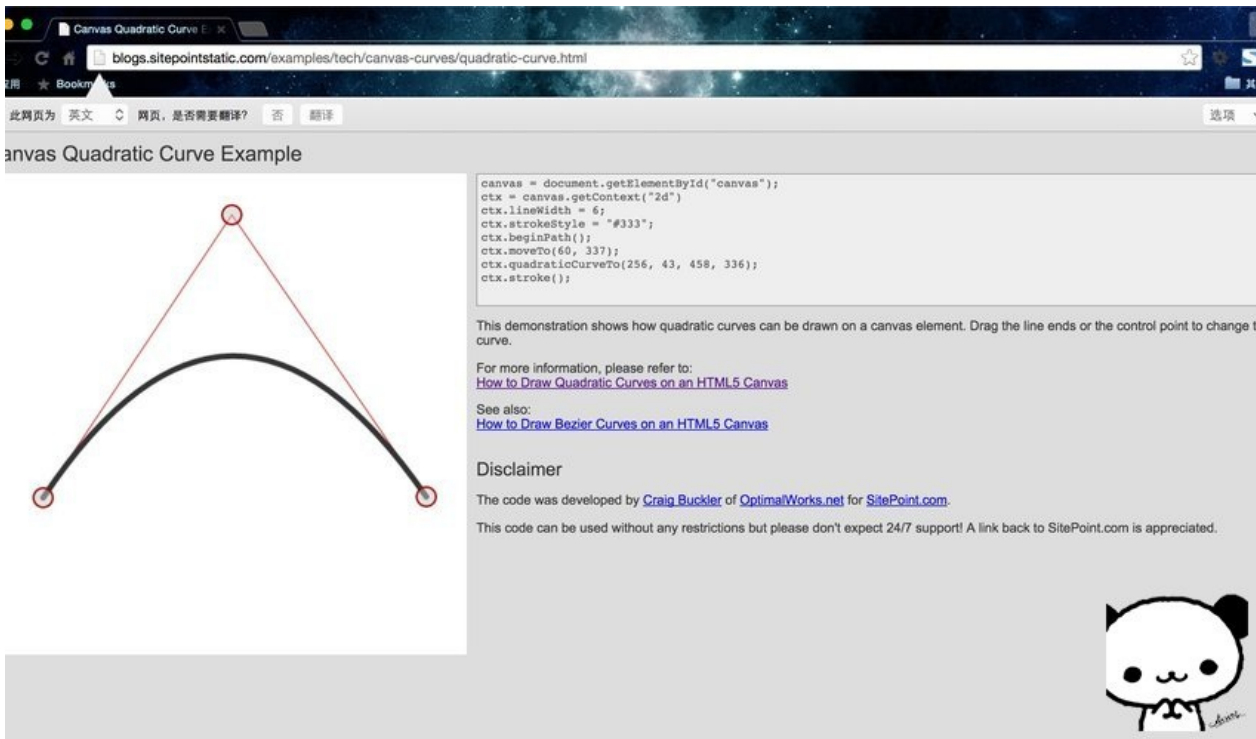 Canvas Quadratic Curve E
blogs.sitepointstatic.com/examples/tech/canvas-curves/quadratic-curve.html
用 Bookmarks
此网页为 英文 网页，是否需要翻译? 否 翻译 选项
anvas Quadratic Curve Example
canvas = document.getElementById("canvas");
ctx = canvas.getContext("2d")
ctx.lineWidth = 6;
ctx.strokeStyle = "#333";
ctx.beginPath();
ctx.moveTo(60, 337);
ctx.quadraticCurveTo(256, 43, 458, 336);
ctx.stroke();
This demonstration shows how quadratic curves can be drawn on a canvas element. Drag the line ends or the control point to change t
curve.
For more information, please refer to:
How to Draw Quadratic Curves on an HTML5 Canvas
See also:
How to Draw Bezier Curves on an HTML5 Canvas
Disclaimer
The code was developed by Craig Buckler of OptimalWorks.net for SitePoint.com.
This code can be used without any restrictions but please don't expect 24/7 support! A link back to SitePoint.com is appreciated.